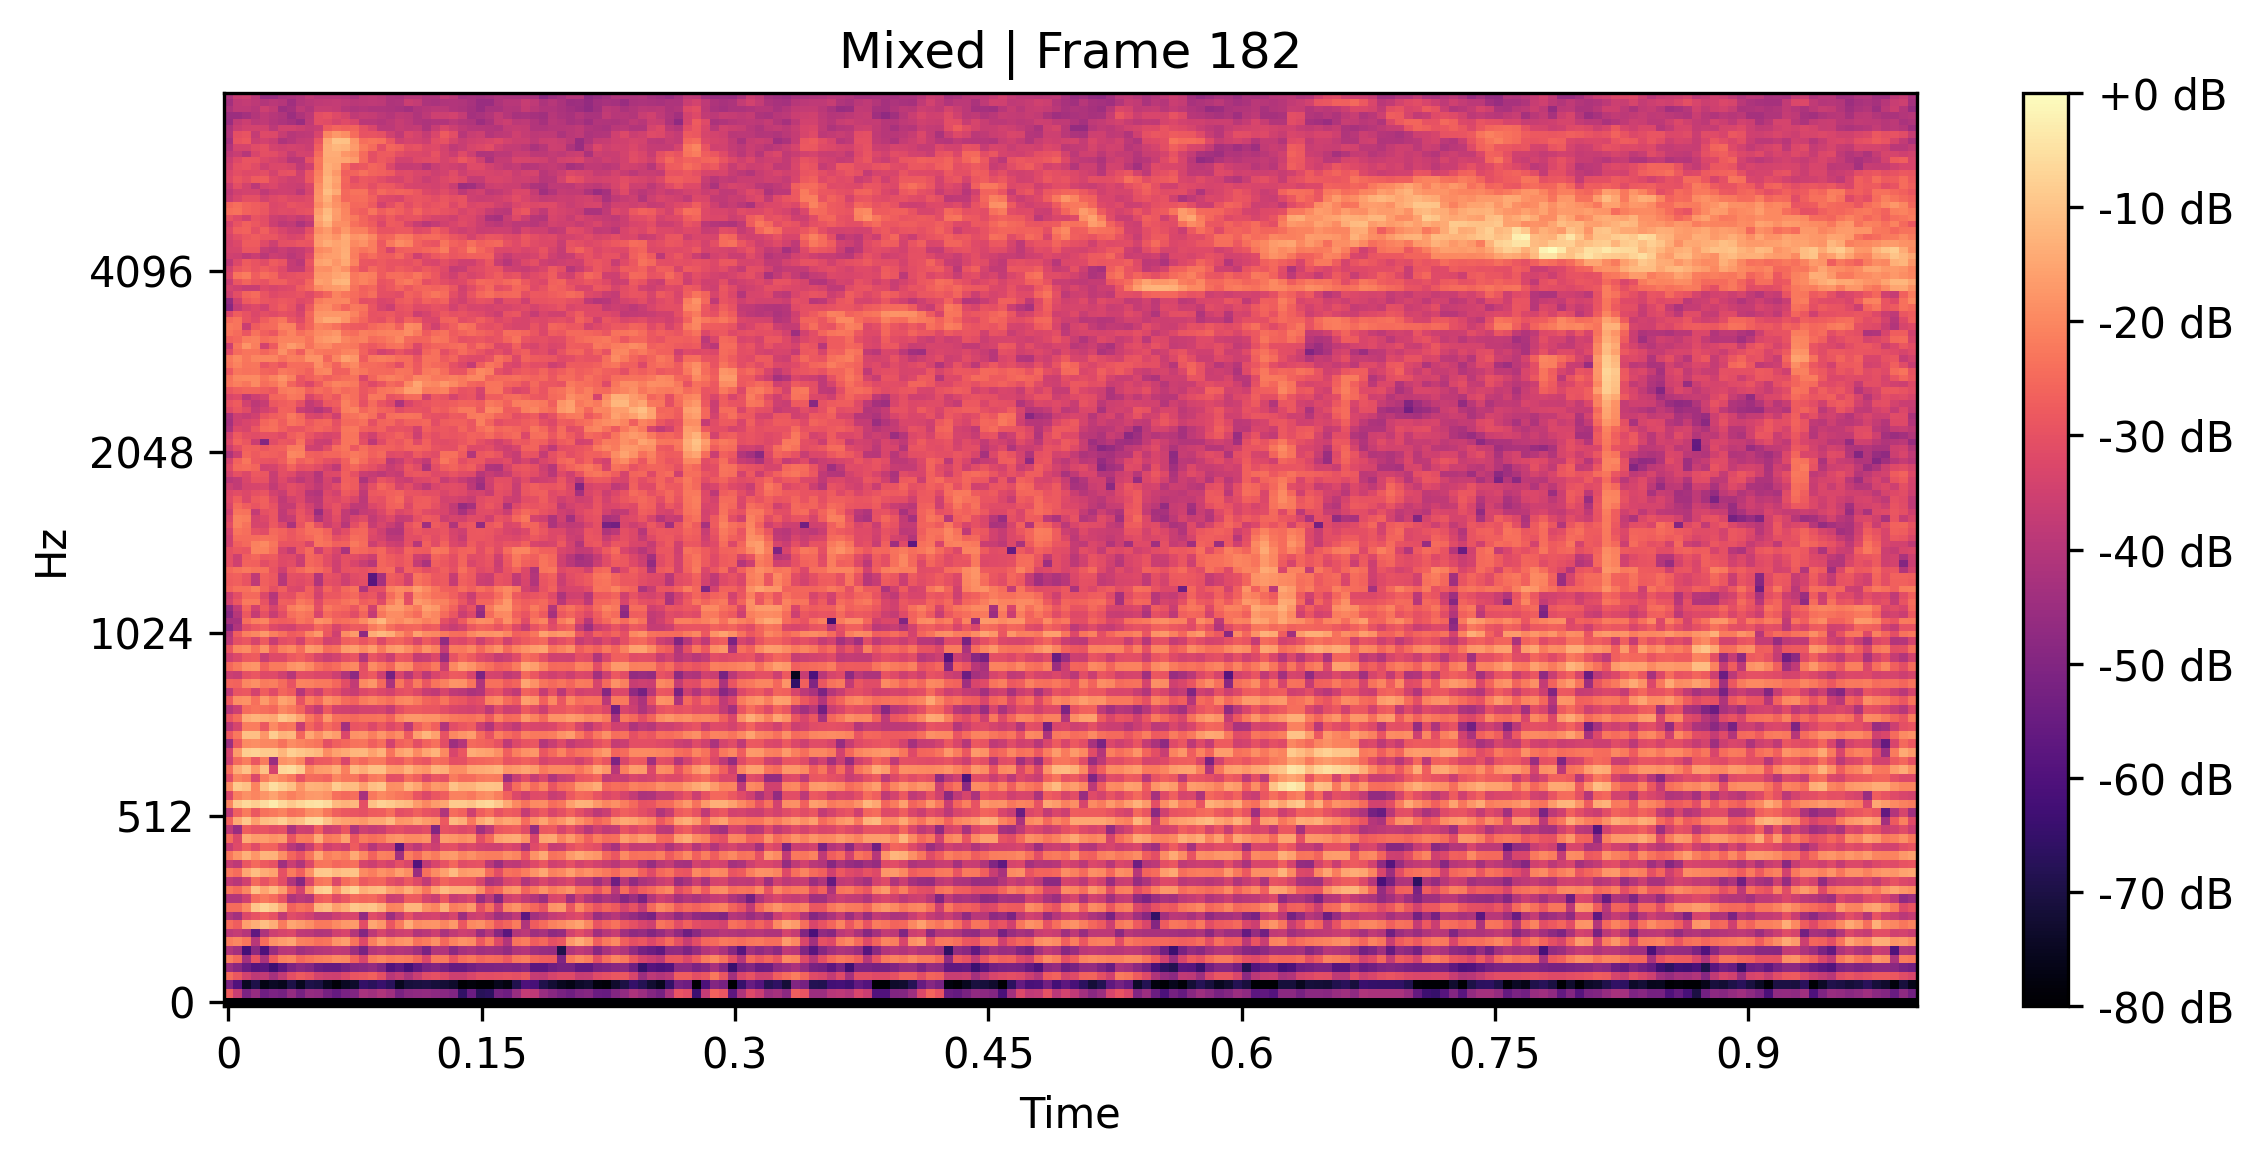 Mixed | Frame 182
Hz
4096
2048
1024
512
0
0 0.15 0.3 0.45 0.6 0.75 0.9
Time
+0 dB
-10 dB
-20 dB
-30 dB
-40 dB
-50 dB
-60 dB
-70 dB
-80 dB